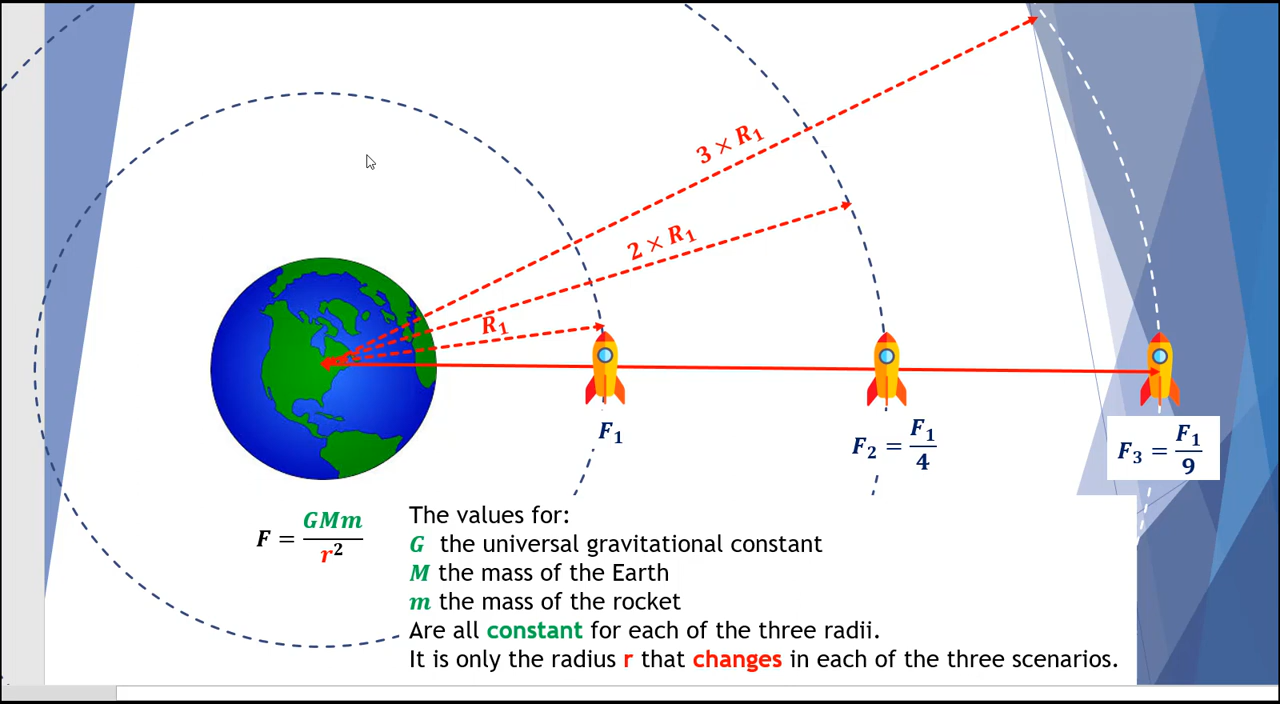 3 × R₁
2 × R₁
R₁
F₁
F₂ = F₁/4
F₃ = F₁/9
F = GMm/r²
The values for:
G the universal gravitational constant
M the mass of the Earth
m the mass of the rocket
Are all constant for each of the three radii.
It is only the radius r that changes in each of the three scenarios.